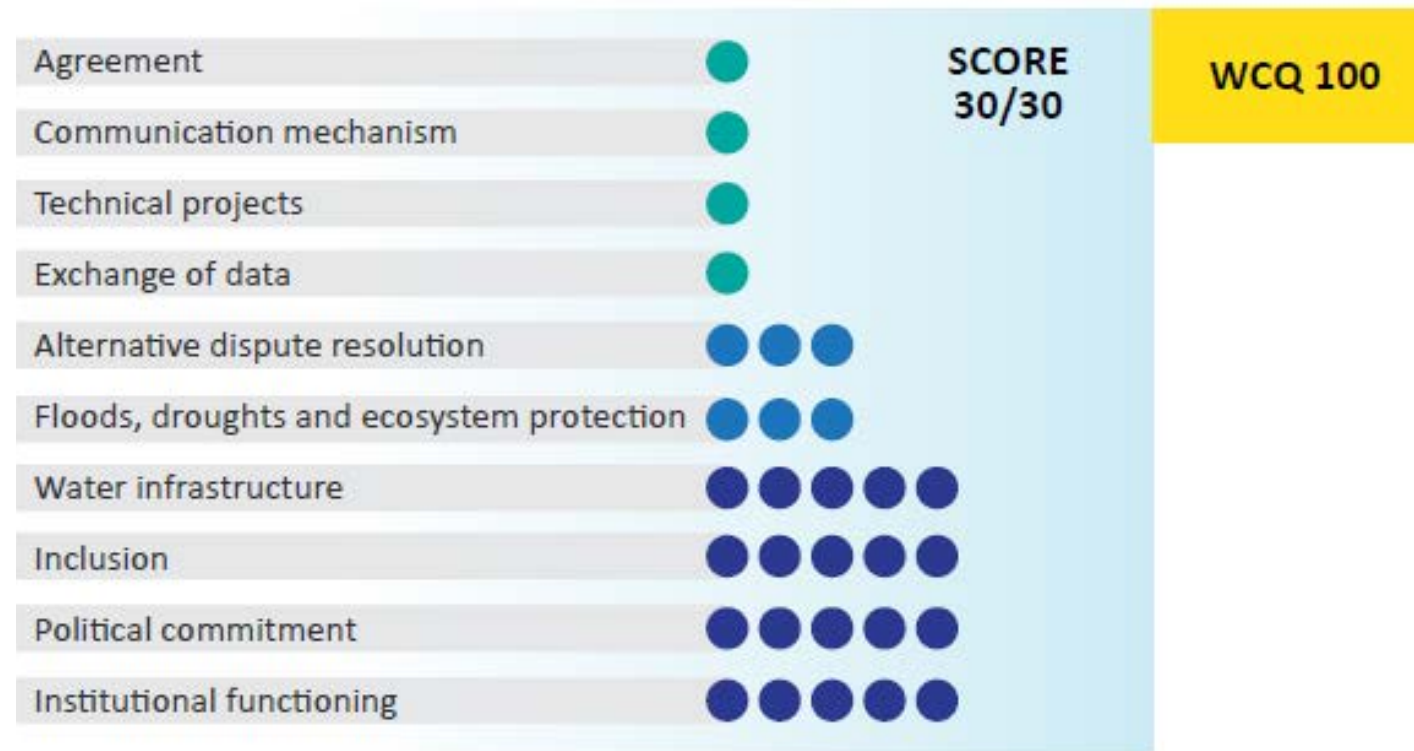 Agreement
Communication mechanism
Technical projects
Exchange of data
Alternative dispute resolution
Floods, droughts and ecosystem protection
Water infrastructure
Inclusion
Political commitment
Institutional functioning
SCORE
30/30
WCQ 100